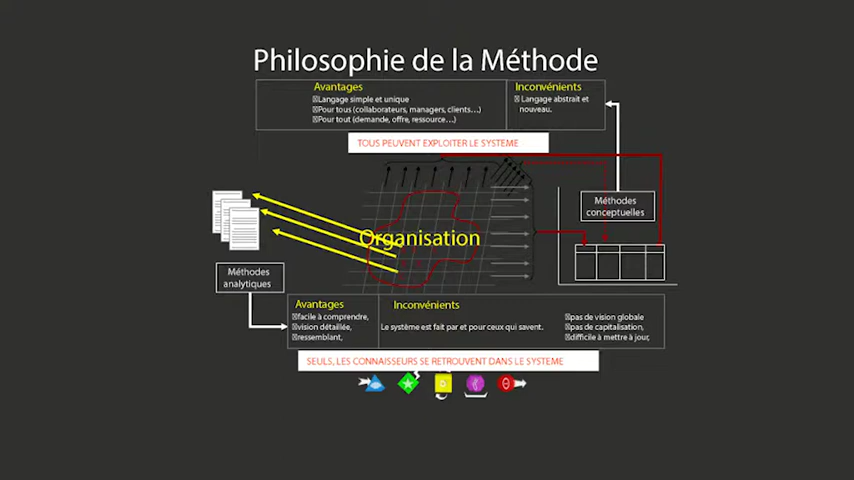 Philosophie de la Méthode
Avantages
Langage simple et unique
Pour tous (collaborateurs, managers, clients...)
Pour tout (demande, offre, ressource...)
Inconvénients
Langage abstrait et
nouveau.
TOUS PEUVENT EXPLOITER LE SYSTEME
Méthodes
conceptuelles
Organisation
Méthodes
analytiques
Avantages
facile à comprendre,
vision détaillée,
ressemblant,
Inconvénients
Le système est fait par et pour ceux qui savent.
pas de vision globale
pas de capitalisation,
difficile à mettre à jour,
SEULS, LES CONNAISSEURS SE RETROUVENT DANS LE SYSTEME